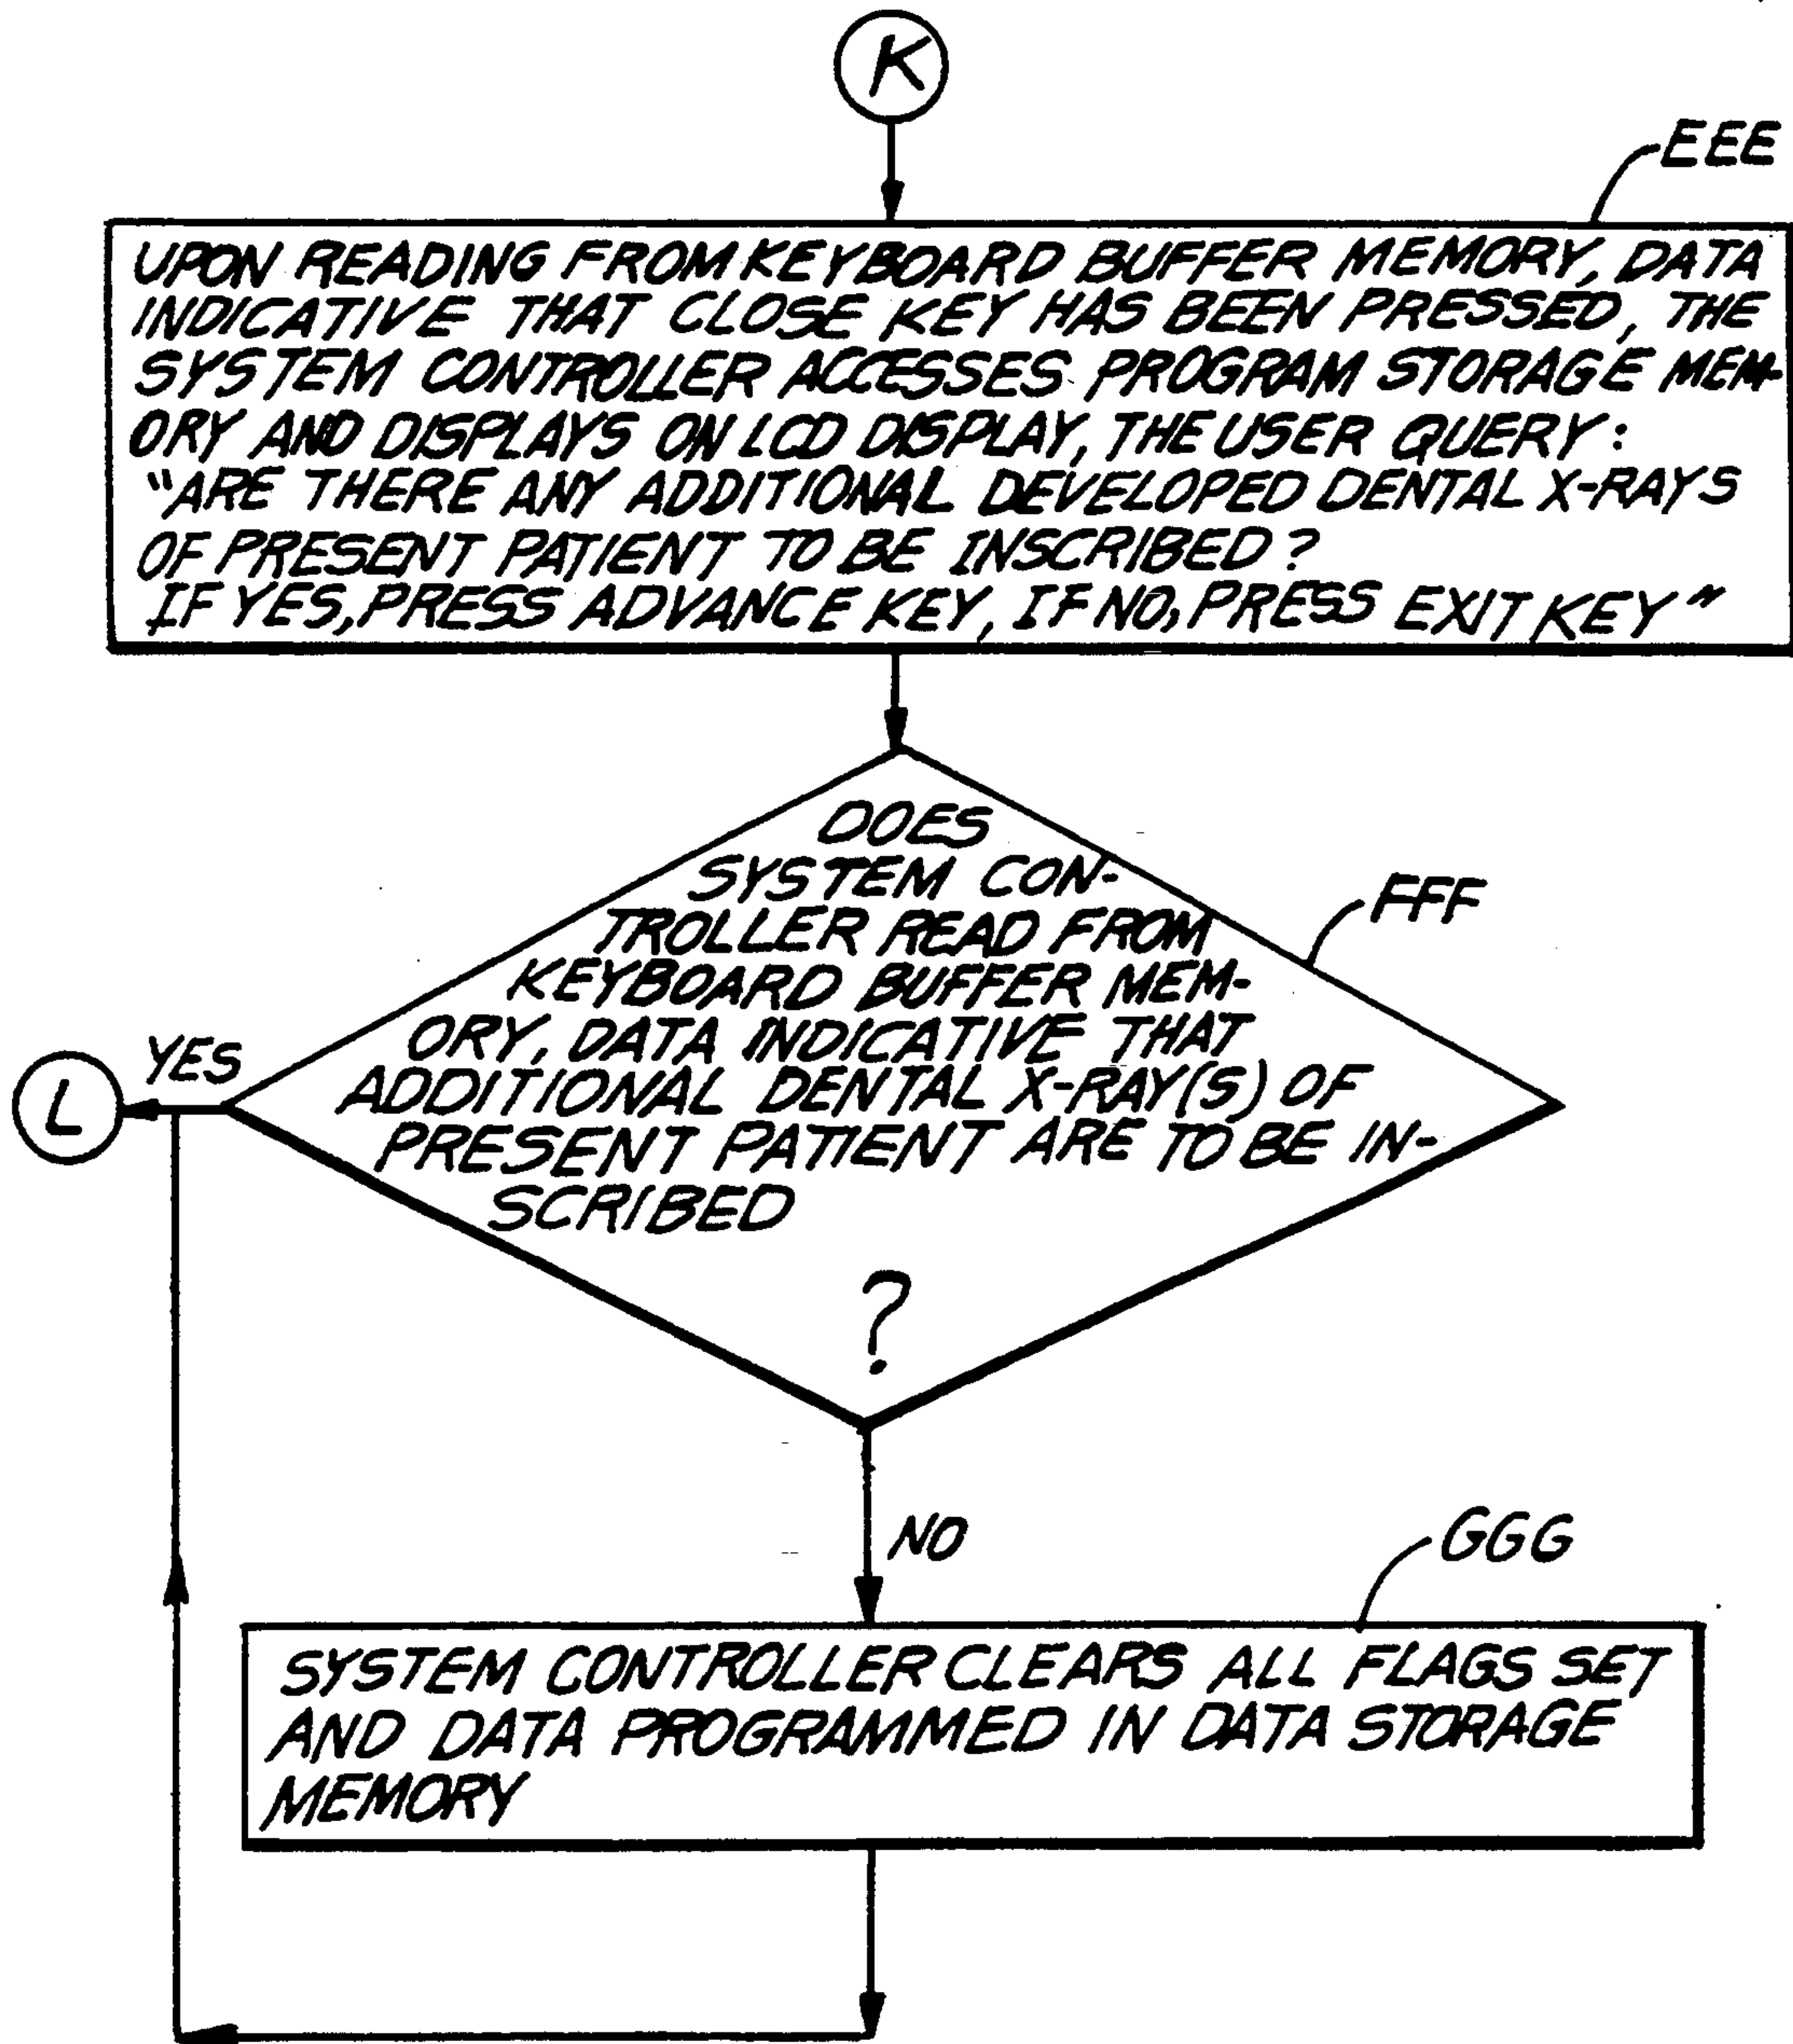 K
EEE
UPON READING FROM KEYBOARD BUFFER MEMORY, DATA
INDICATIVE THAT CLOSE KEY HAS BEEN PRESSED, THE
SYSTEM CONTROLLER ACCESSES PROGRAM STORAGE MEM-
ORY AND DISPLAYS ON LCD DISPLAY, THE USER QUERY:
"ARE THERE ANY ADDITIONAL DEVELOPED DENTAL X-RAYS
OF PRESENT PATIENT TO BE INSCRIBED?
IF YES, PRESS ADVANCE KEY, IF NO, PRESS EXIT KEY"
DOES
SYSTEM CON-
TROLLER READ FROM
FFF
KEYBOARD BUFFER MEM-
ORY, DATA INDICATIVE THAT
YES
ADDITIONAL DENTAL X-RAY(S) OF
L
PRESENT PATIENT ARE TO BE IN-
SCRIBED
?
NO
GGG
SYSTEM CONTROLLER CLEARS ALL FLAGS SET
AND DATA PROGRAMMED IN DATA STORAGE
MEMORY